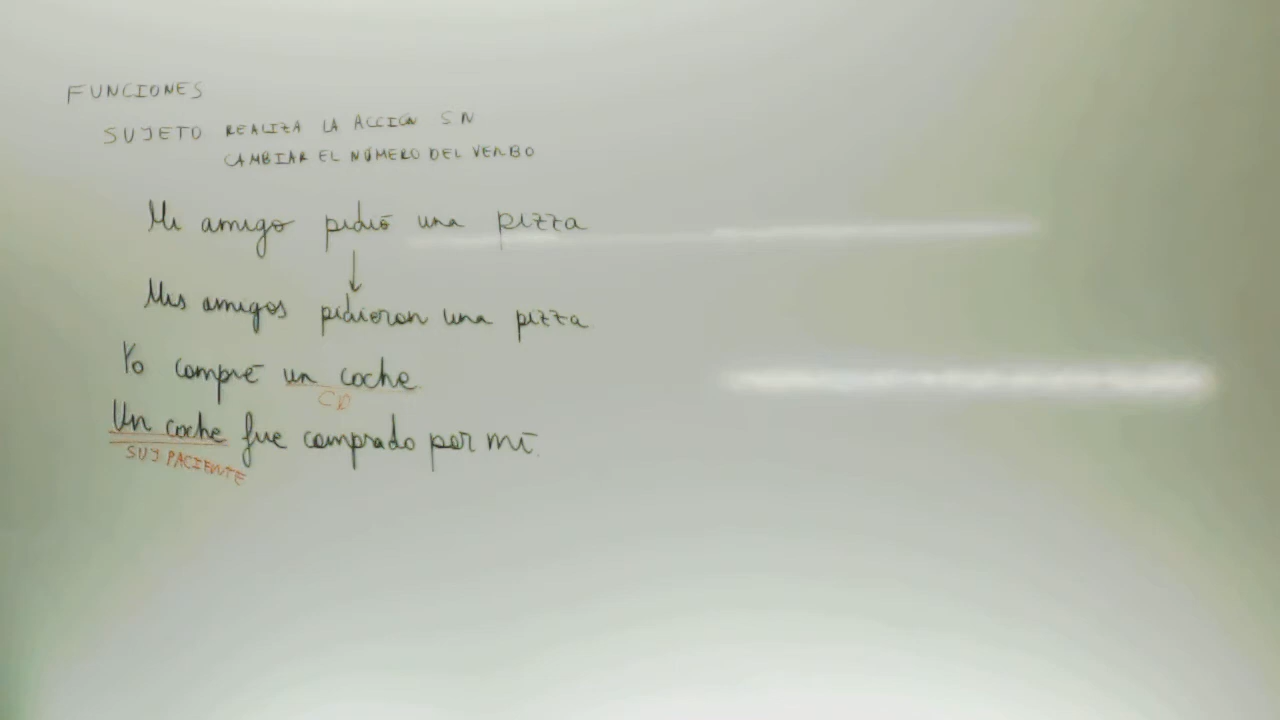 FUNCIONES
SUJETO REALIZA LA ACCIÓN SN
CAMBIAR EL NÚMERO DEL VERBO
Mi amigo pidió una pizza
Mis amigos pidieron una pizza
Yo compré un coche.
CD
Un coche fue comprado por mí.
SUJ PACIENTE